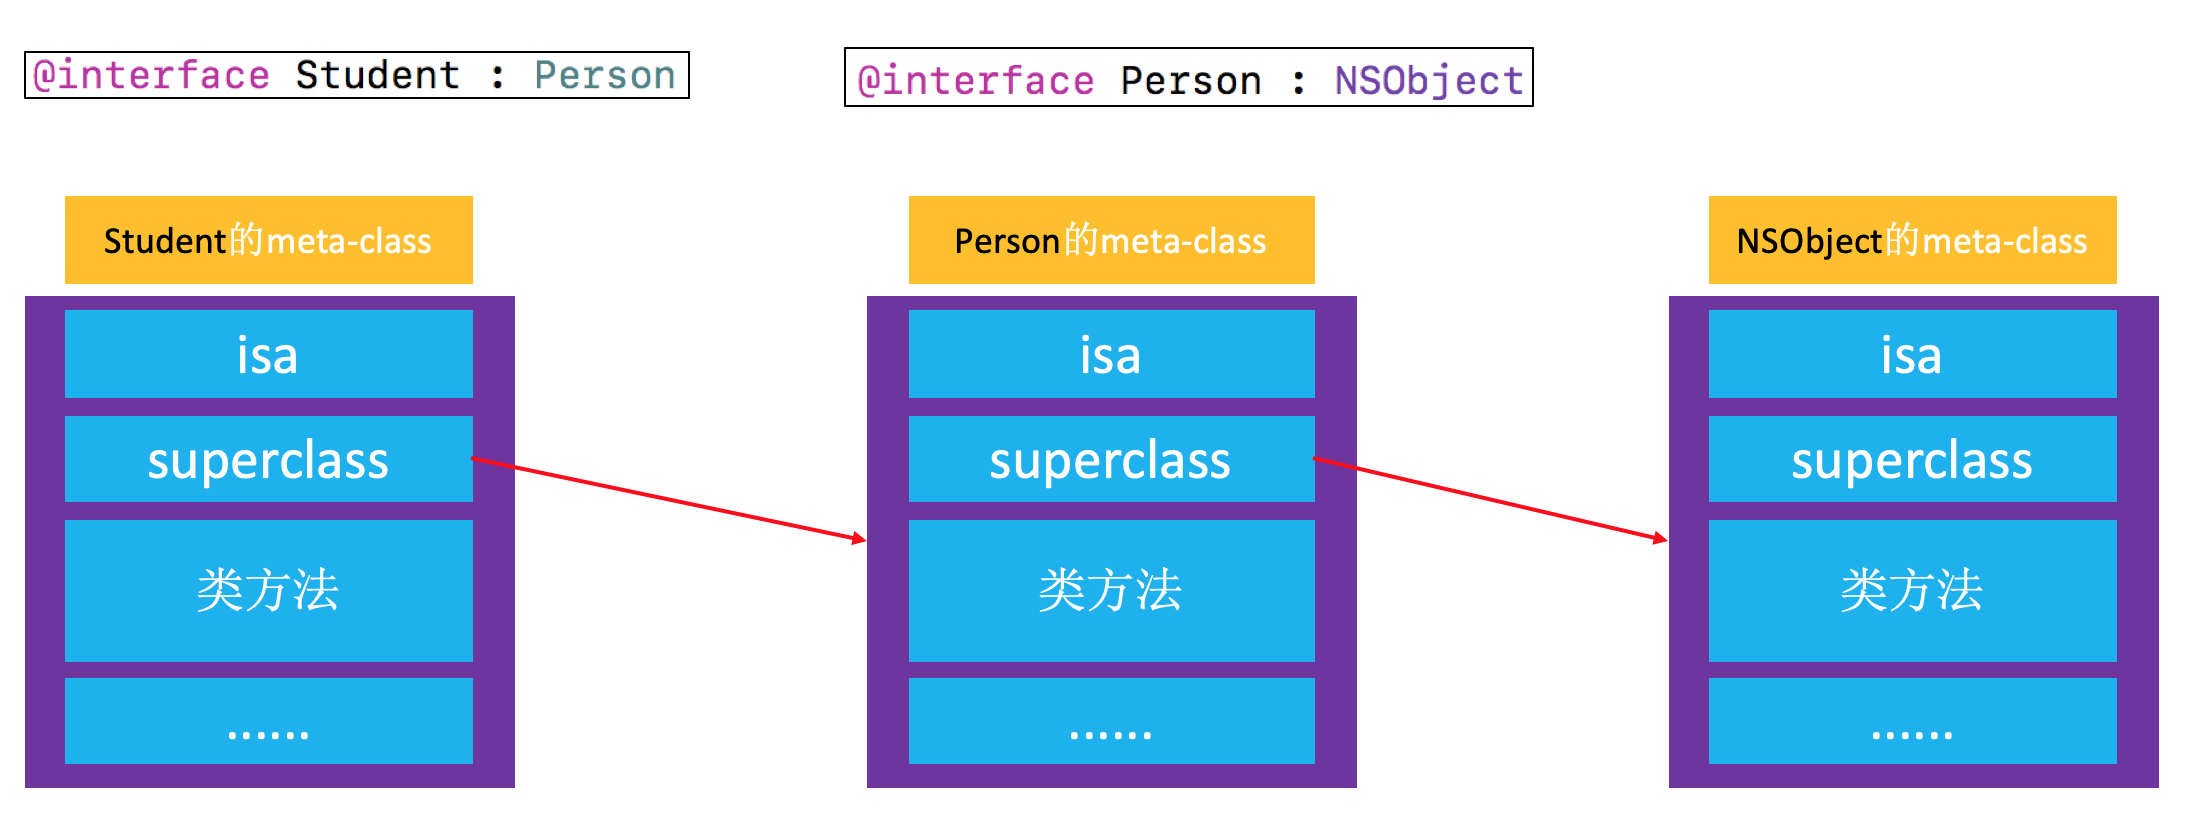 @interface Student : Person
@interface Person : NSObject
Student的meta-class
isa
superclass
类方法
......
Person的meta-class
isa
superclass
类方法
......
NSObject的meta-class
isa
superclass
类方法
......